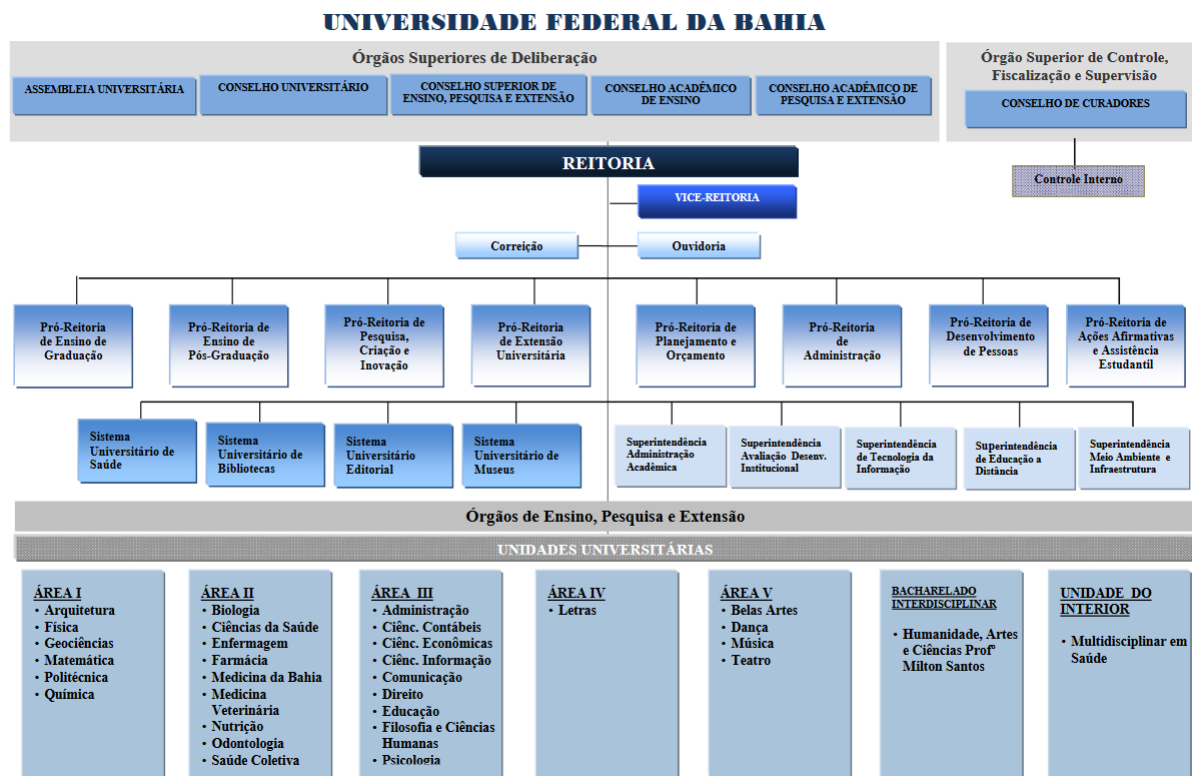 UNIVERSIDADE FEDERAL DA BAHIA
Órgãos Superiores de Deliberação
ASSEMBLEIA UNIVERSITÁRIA
CONSELHO UNIVERSITÁRIO
CONSELHO SUPERIOR DE
ENSINO, PESQUISA E EXTENSÃO
CONSELHO ACADÊMICO
DE ENSINO
CONSELHO ACADÊMICO DE
PESQUISA E EXTENSÃO
Órgão Superior de Controle,
Fiscalização e Supervisão
CONSELHO DE CURADORES
Controle Interno
REITORIA
VICE-REITORIA
Correição
Ouvidoria
Pró-Reitoria
de Ensino de
Graduação
Pró-Reitoria de
Ensino de
Pós-Graduação
Pró-Reitoria de
Pesquisa,
Criação e
Inovação
Pró-Reitoria
de Extensão
Universitária
Pró-Reitoria de
Planejamento e
Orçamento
Pró-Reitoria
de
Administração
Pró-Reitoria de
Desenvolvimento
de Pessoas
Pró-Reitoria de
Ações Afirmativas
e Assistência
Estudantil
Sistema
Universitário de
Saúde
Sistema
Universitário de
Bibliotecas
Sistema
Universitário
Editorial
Sistema
Universitário de
Museus
Superintendência
Administração
Acadêmica
Superintendência
Avaliação Desenv.
Institucional
Superintendência
de Tecnologia da
Informação
Superintendência
de Educação a
Distância
Superintendência
Meio Ambiente e
Infraestrutura
Órgãos de Ensino, Pesquisa e Extensão
UNIDADES UNIVERSITÁRIAS
ÁREA I
• Arquitetura
• Física
• Geociências
• Matemática
• Politécnica
• Química
ÁREA II
• Biologia
• Ciências da Saúde
• Enfermagem
• Farmácia
• Medicina da Bahia
• Medicina
Veterinária
• Nutrição
• Odontologia
• Saúde Coletiva
ÁREA III
• Administração
• Ciênc. Contábeis
• Ciênc. Econômicas
• Ciênc. Informação
• Comunicação
• Direito
• Educação
• Filosofia e Ciências
Humanas
• Psicologia
ÁREA IV
• Letras
ÁREA V
• Belas Artes
• Dança
• Música
• Teatro
BACHARELADO
INTERDISCIPLINAR
• Humanidade, Artes
e Ciências Profº
Milton Santos
UNIDADE DO
INTERIOR
• Multidisciplinar em
Saúde